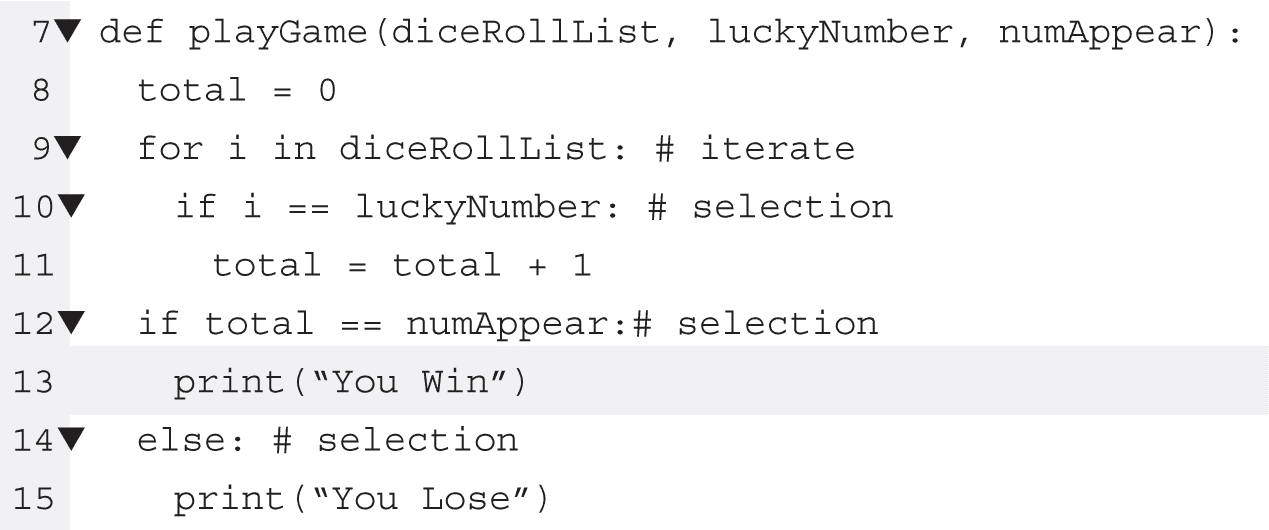 7▼ def playGame(diceRollList, luckyNumber, numAppear):
8 total = 0
9▼ for i in diceRollList: # iterate
10▼ if i == luckyNumber: # selection
11 total = total + 1
12▼ if total == numAppear:# selection
13 print(“You Win”)
14▼ else: # selection
15 print(“You Lose”)